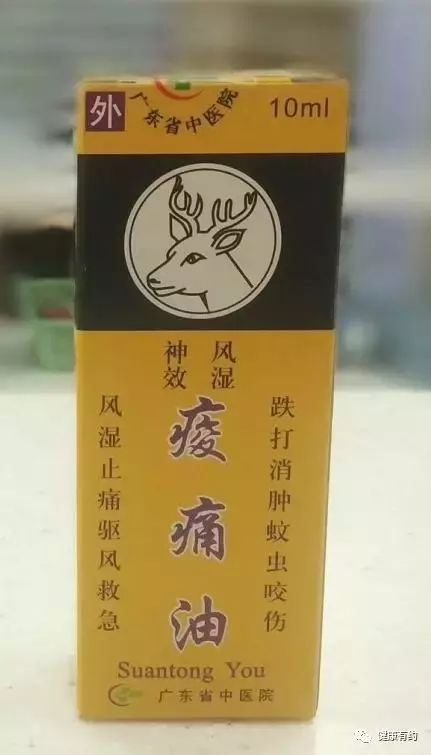 外
广东省中医院
10ml
风湿
神效
痠痛油
跌打消肿蚊虫咬伤
风湿止痛驱风救急
Suantong You
广东省中医院
健康有约